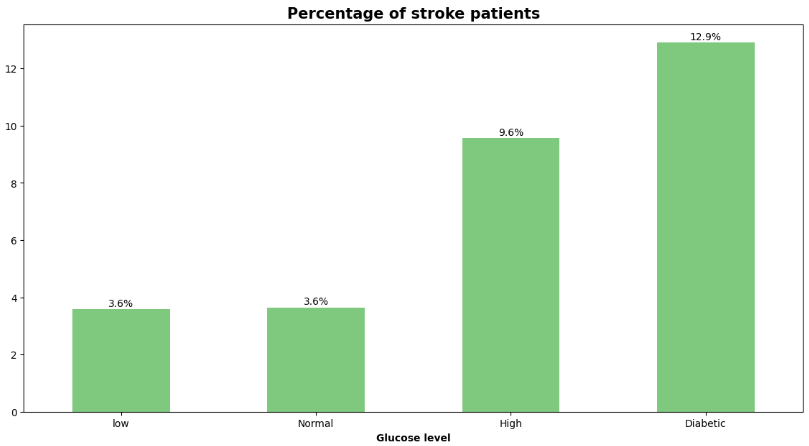 Percentage of stroke patients
12.9%
12
10
9.6%
8
6
4
3.6%
3.6%
2
0
low
Normal
High
Diabetic
Glucose level